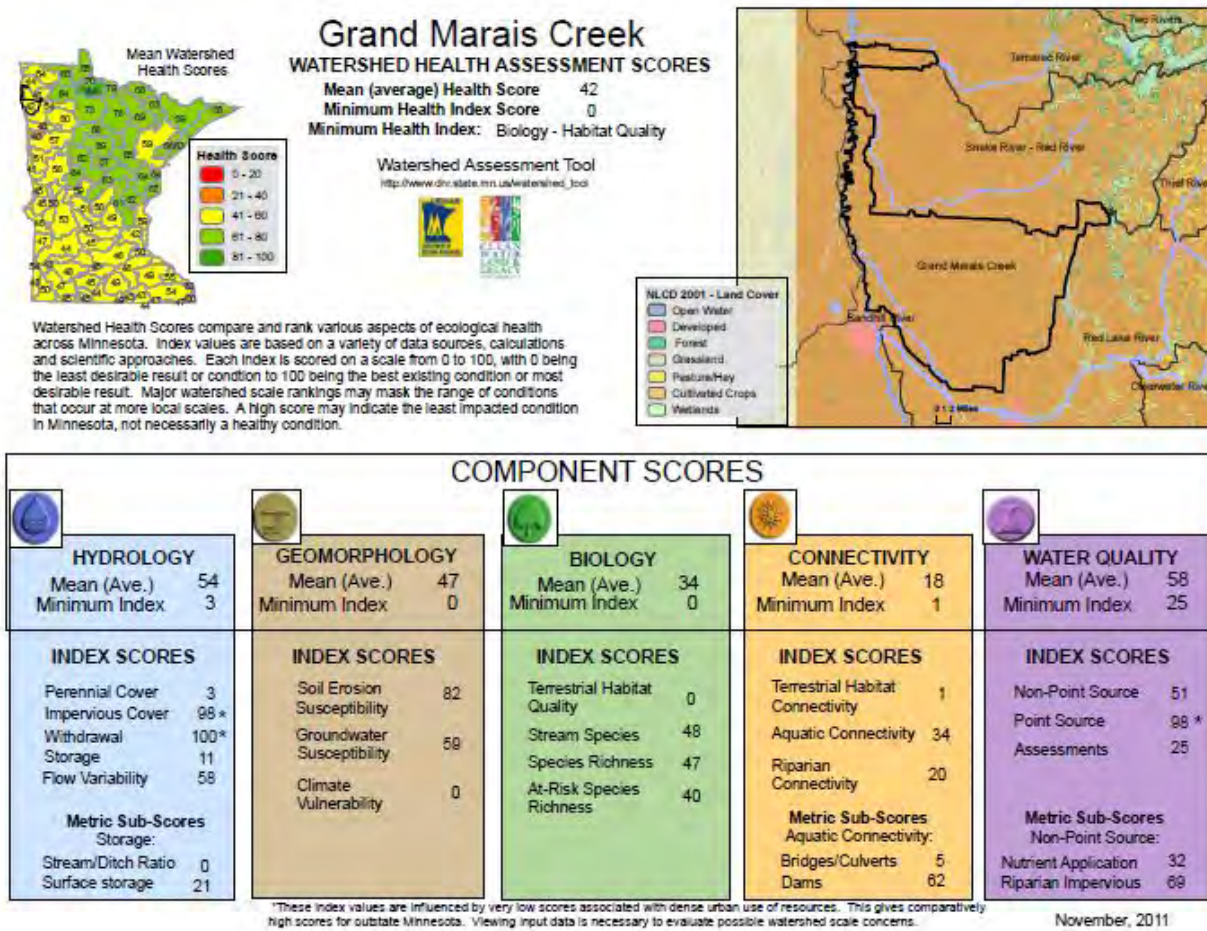 Grand Marais Creek
WATERSHED HEALTH ASSESSMENT SCORES
Mean (average) Health Score 42
Minimum Health Index Score 0
Minimum Health Index: Biology - Habitat Quality
Watershed Assessment Tool
http://www.dnr.state.mn.us/watershed_tool
Mean Watershed
Health Scores
Health Score
0 - 20
21 - 40
41 - 60
61 - 80
81 - 100
Watershed Health Scores compare and rank various aspects of ecological health
across Minnesota. Index values are based on a variety of data sources, calculations
and scientific approaches. Each index is scored on a scale from 0 to 100, with 0 being
the least desirable result or condtion to 100 being the best existing condition or most
desirable result. Major watershed scale rankings may mask the range of conditions
that occur at more local scales. A high score may indicate the least impacted condition
in Minnesota, not necessarily a healthy condition.
Two Rivers
Tamarac River
Snake River - Red River
Thief River
Grand Marais Creek
Sandhill River
Red Lake River
Clearwater River
NLCD 2001 - Land Cover
Open Water
Developed
Forest
Grassland
Pasture/Hay
Cultivated Crops
Wetlands
Miles
COMPONENT SCORES
HYDROLOGY
Mean (Ave.) 54
Minimum Index 3
INDEX SCORES
Perennial Cover 3
Impervious Cover 98 *
Withdrawal 100*
Storage 11
Flow Variability 58
Metric Sub-Scores
Storage:
Stream/Ditch Ratio 0
Surface storage 21
GEOMORPHOLOGY
Mean (Ave.) 47
Minimum Index 0
INDEX SCORES
Soil Erosion
Susceptibility 82
Groundwater
Susceptibility 59
Climate
Vulnerability 0
BIOLOGY
Mean (Ave.) 34
Minimum Index 0
INDEX SCORES
Terrestrial Habitat
Quality 0
Stream Species 48
Species Richness 47
At-Risk Species
Richness 40
CONNECTIVITY
Mean (Ave.) 18
Minimum Index 1
INDEX SCORES
Terrestrial Habitat
Connectivity 1
Aquatic Connectivity 34
Riparian
Connectivity 20
Metric Sub-Scores
Aquatic Connectivity:
Bridges/Culverts 5
Dams 62
WATER QUALITY
Mean (Ave.) 58
Minimum Index 25
INDEX SCORES
Non-Point Source 51
Point Source 98 *
Assessments 25
Metric Sub-Scores
Non-Point Source:
Nutrient Application 32
Riparian Impervious 69
*These index values are influenced by very low scores associated with dense urban use of resources. This gives comparatively
high scores for outstate Minnesota. Viewing input data is necessary to evaluate possible watershed scale concerns.
November, 2011